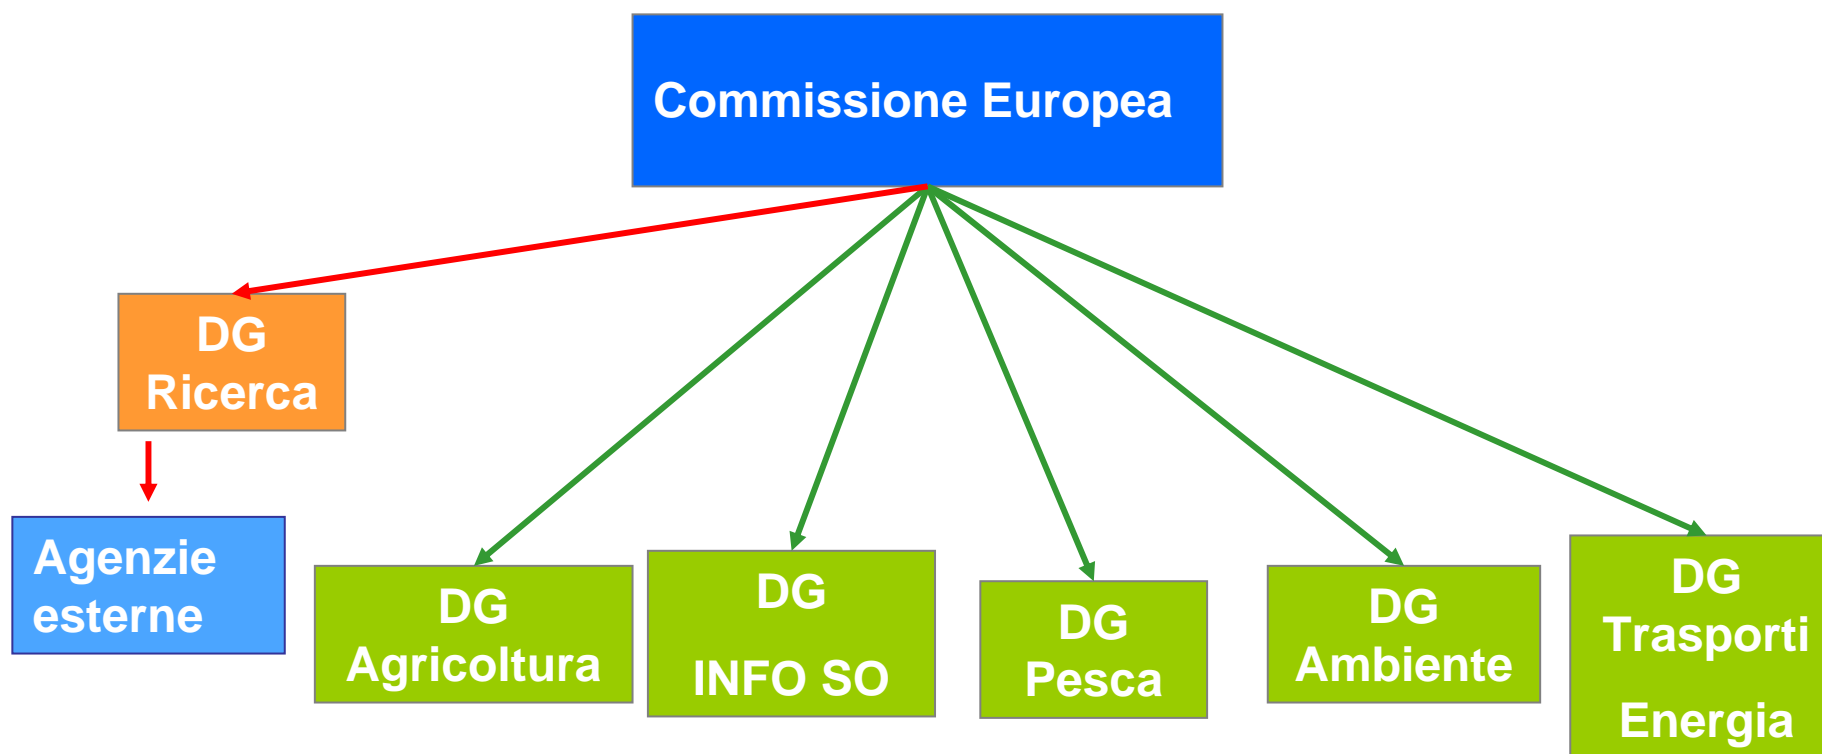 Commissione Europea
DG
Ricerca
Agenzie
esterne
DG
Agricoltura
DG
INFO SO
DG
Pesca
DG
Ambiente
DG
Trasporti
Energia